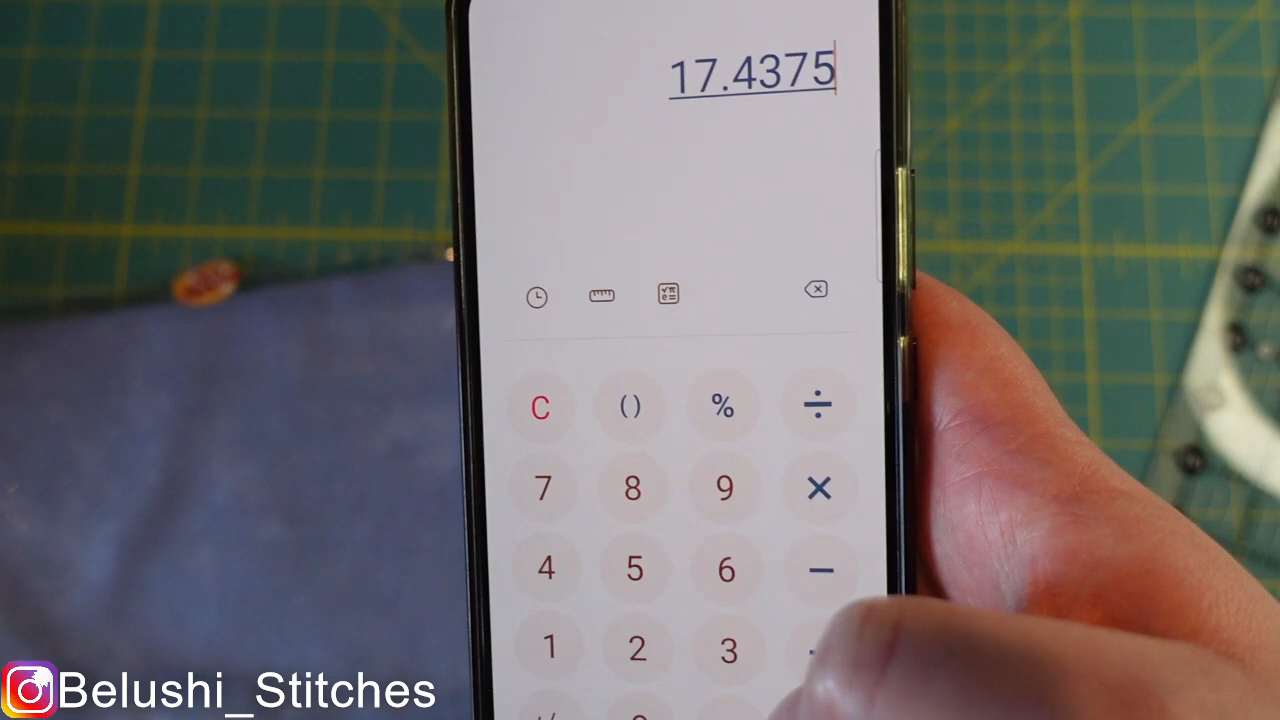 17.4375
C () % ÷
7 8 9 ×
4 5 6 −
1 2 3
Belushi_Stitches